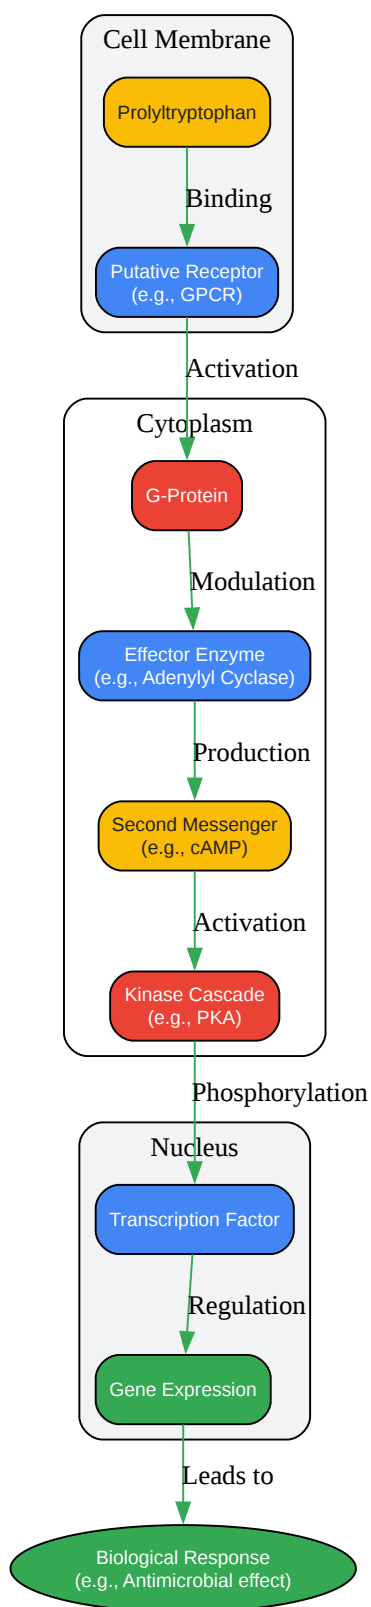 Cell Membrane
Prolyltryptophan
Binding
Putative Receptor
(e.g., GPCR)
Activation
Cytoplasm
G-Protein
Modulation
Effector Enzyme
(e.g., Adenylyl Cyclase)
Production
Second Messenger
(e.g., cAMP)
Activation
Kinase Cascade
(e.g., PKA)
Phosphorylation
Nucleus
Transcription Factor
Regulation
Gene Expression
Leads to
Biological Response
(e.g., Antimicrobial effect)